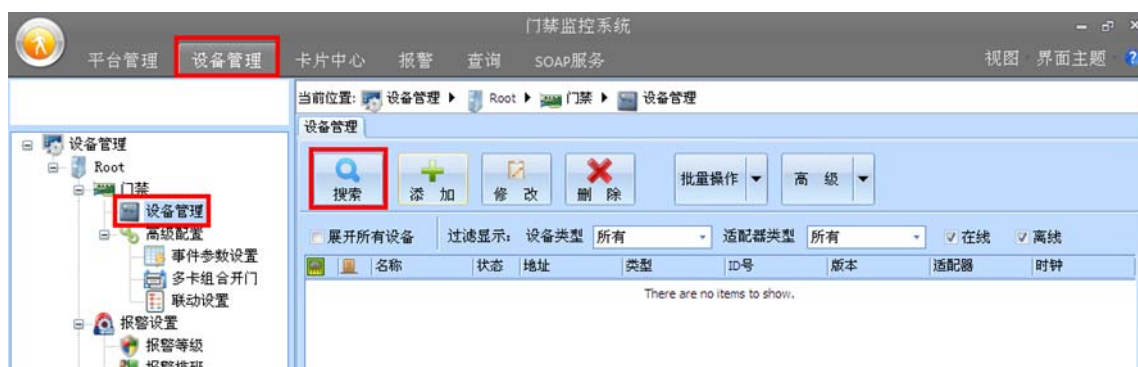 门禁监控系统
平台管理 设备管理 卡片中心 报警 查询 SOAP服务 视图 界面主题
当前位置: 设备管理 Root 门禁 设备管理
设备管理
搜索 添 加 修 改 删 除 批量操作 高 级
展开所有设备 过滤显示: 设备类型 所有 适配器类型 所有 在线 离线
名称 状态 地址 类型 ID号 版本 适配器 时钟
There are no items to show.
设备管理
Root
门禁
设备管理
高级配置
事件参数设置
多卡组合开门
联动设置
报警设置
报警等级
报警排班